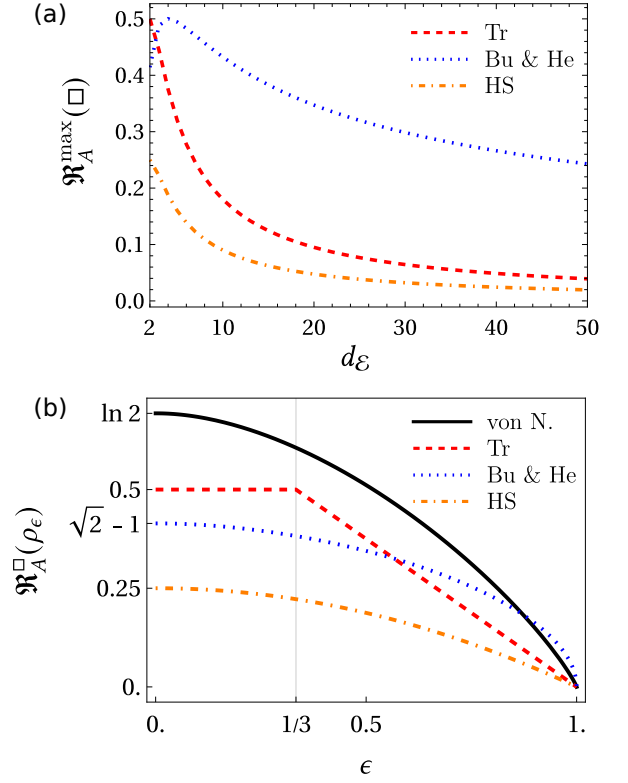 (a)
0.5
0.4
0.3
0.2
0.1
0.0
ℜ_A^max(□)
Tr
Bu & He
HS
2 10 20 30 40 50
d_ℰ
(b)
ln 2
0.5
√2 - 1
0.25
0.
ℜ_A^□(ρ_ϵ)
von N.
Tr
Bu & He
HS
0. 1/3 0.5 1.
ϵ